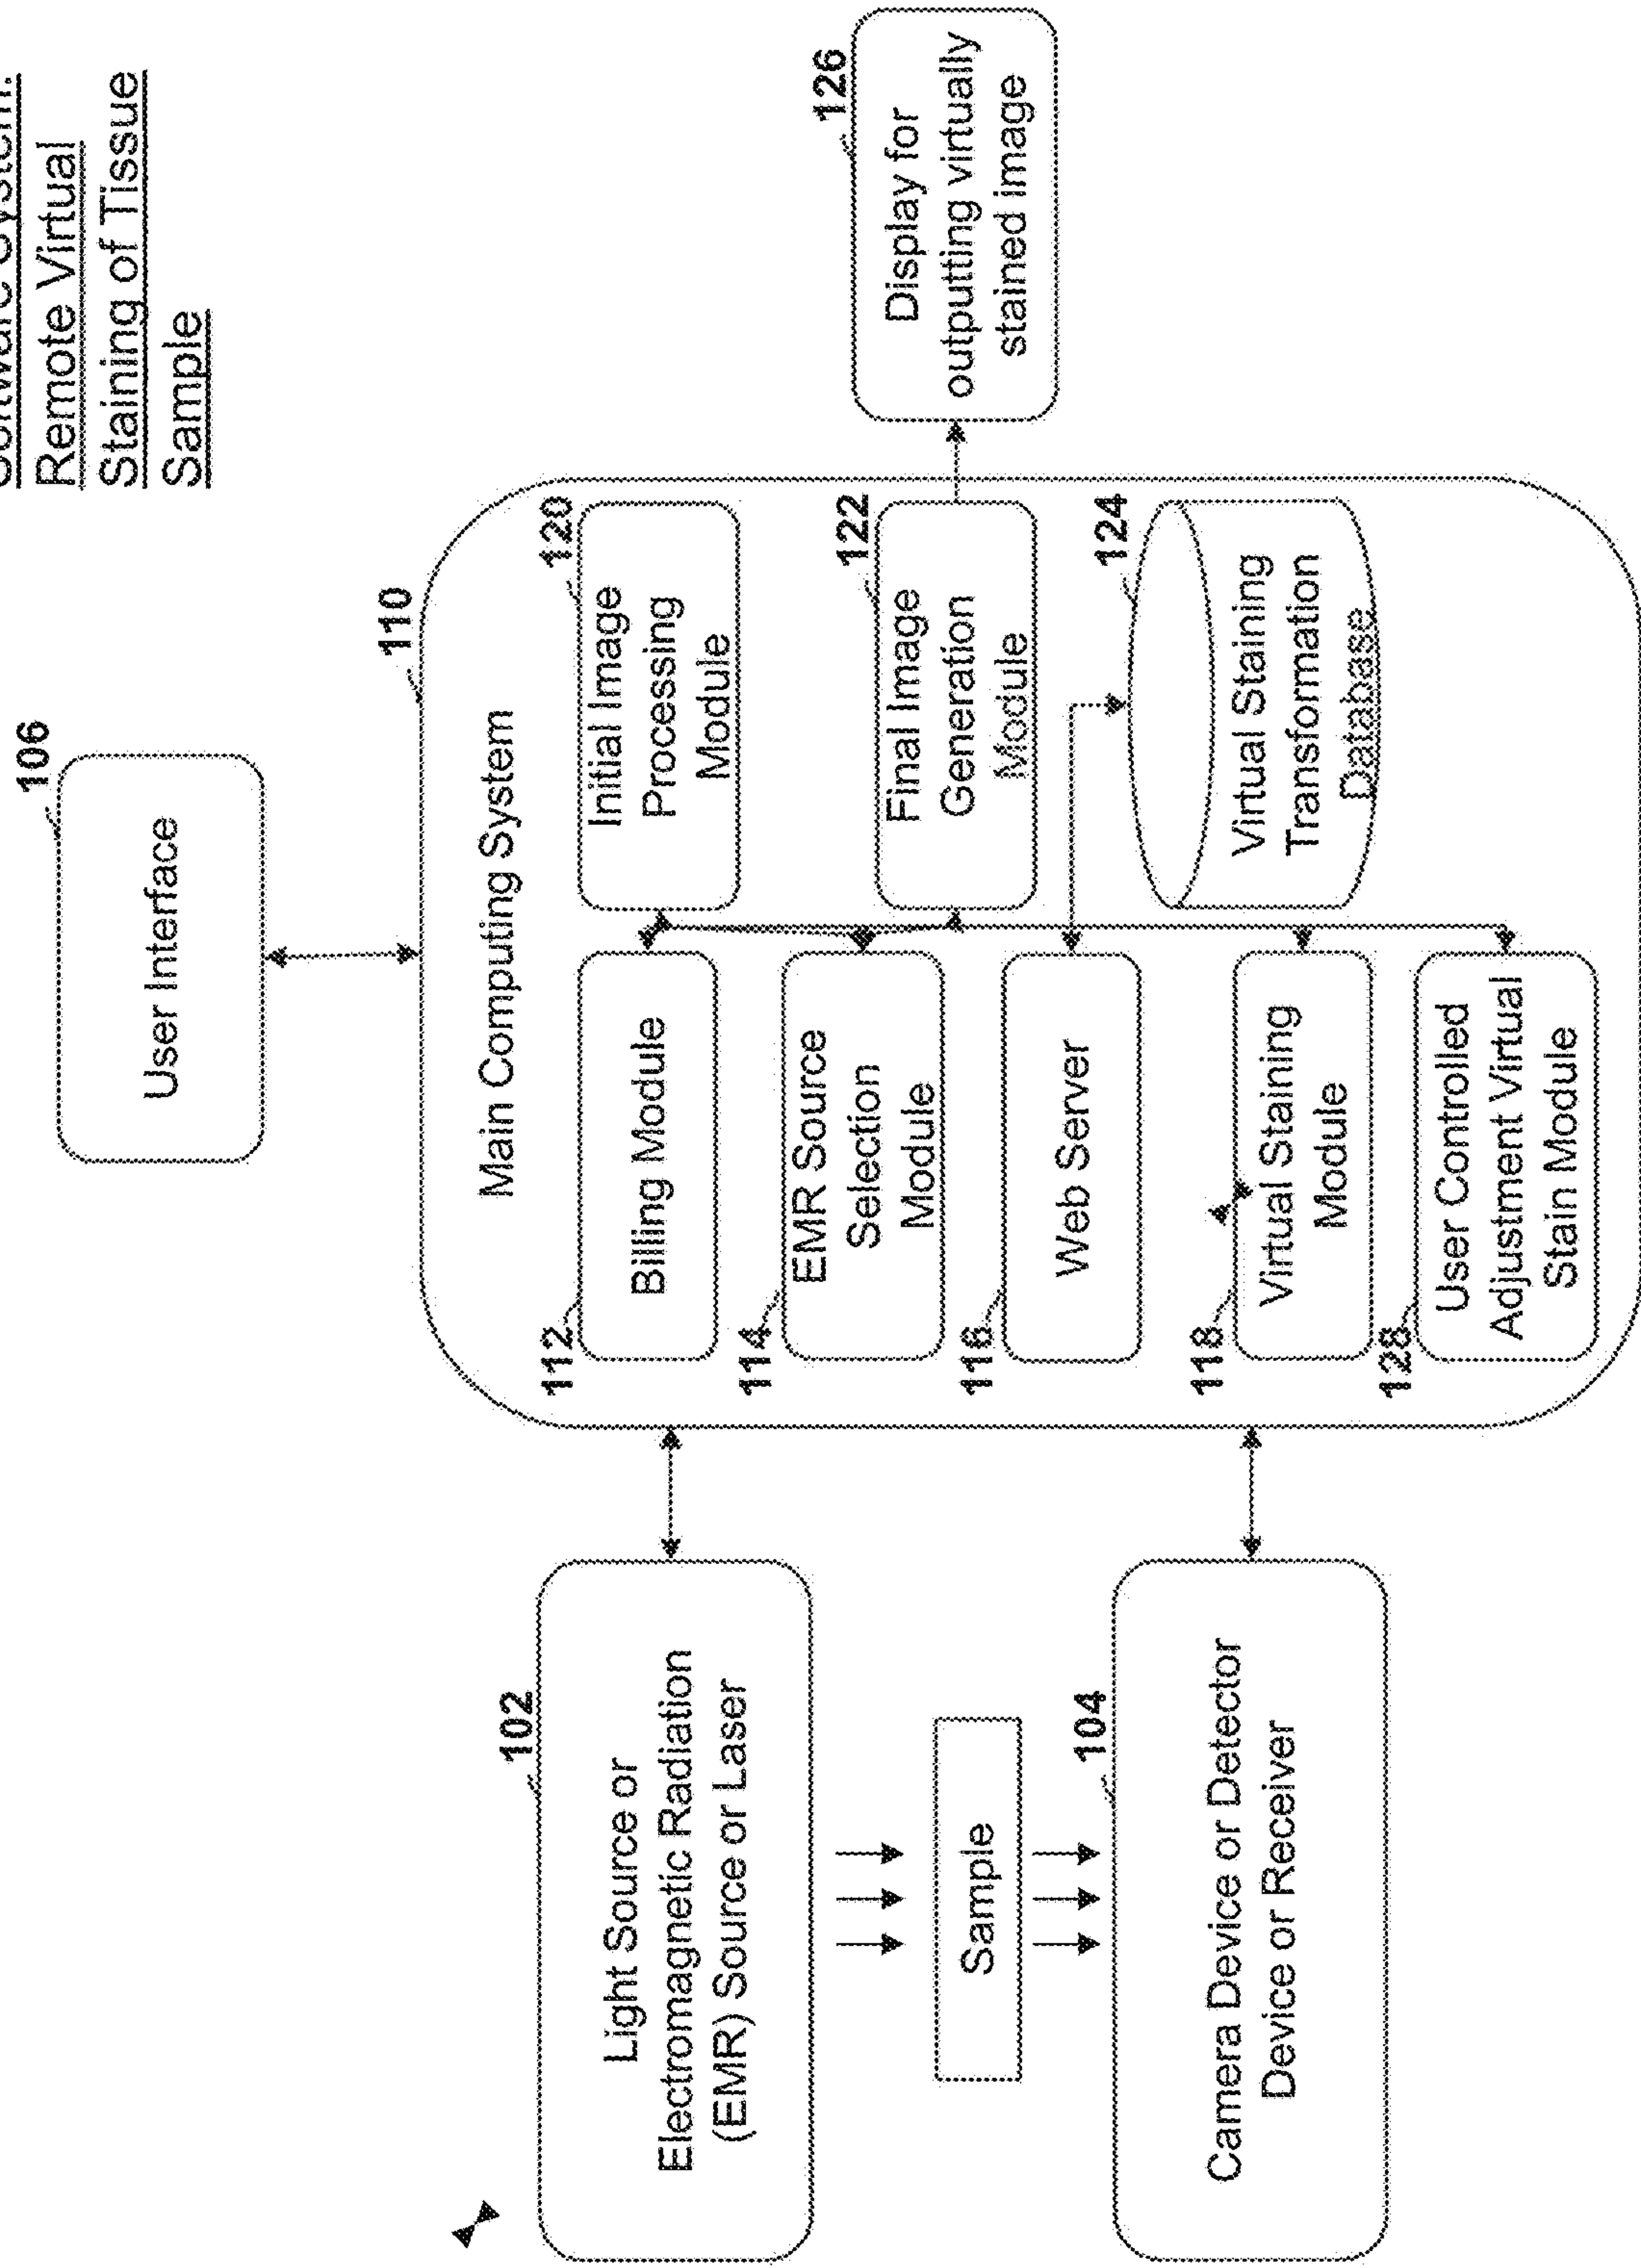 Remote Virtual
Staining of Tissue
Sample
106
User Interface
110
Main Computing System
102
Light Source or
Electromagnetic Radiation
(EMR) Source or Laser
Sample
104
Camera Device or Detector
Device or Receiver
112
Billing Module
114
EMR Source
Selection
Module
116
Web Server
118
Virtual Staining
Module
128
User Controlled
Adjustment Virtual
Stain Module
120
Initial Image
Processing
Module
122
Final Image
Generation
Module
124
Virtual Staining
Transformation
Database
126
Display for
outputing virtually
stained image